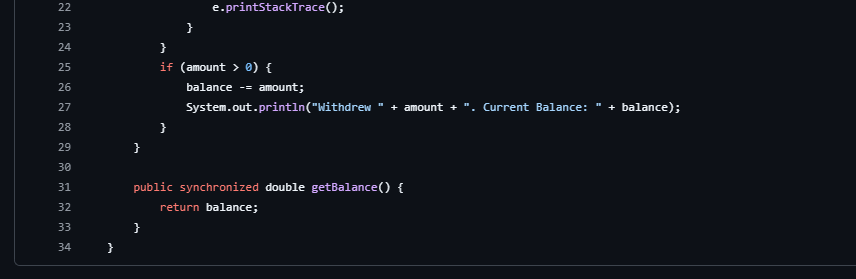 22 e.printStackTrace();
23 }
24 }
25 if (amount > 0) {
26 balance -= amount;
27 System.out.println("Withdrew " + amount + ". Current Balance: " + balance);
28 }
29 }
30
31 public synchronized double getBalance() {
32 return balance;
33 }
34 }